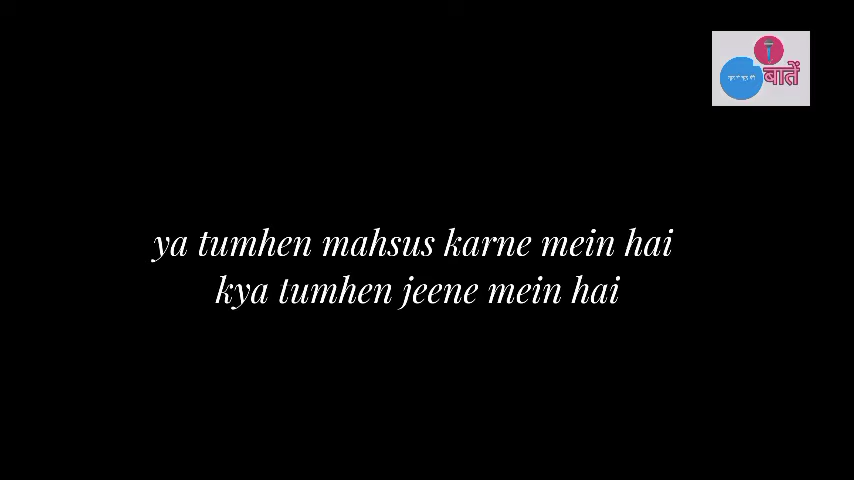 बातें
ya tumhen mahsus karne mein hai
kya tumhen jeene mein hai